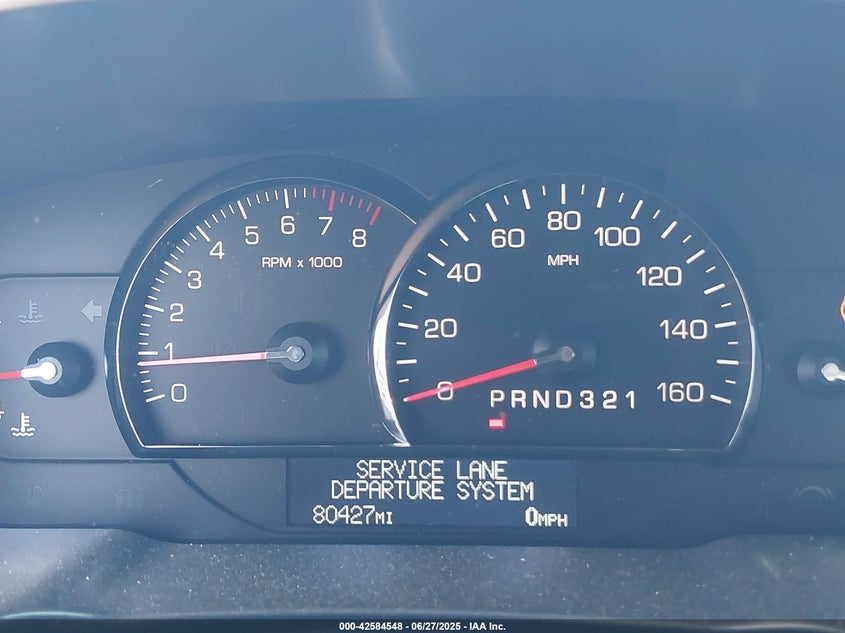 0
1
2
3
4
5
6
7
8
RPM x 1000
0
20
40
60
80
100
120
140
160
MPH
PRND321
SERVICE LANE
DEPARTURE SYSTEM
80427MI 0MPH
000-42584548 - 06/27/2025 - IAA Inc.